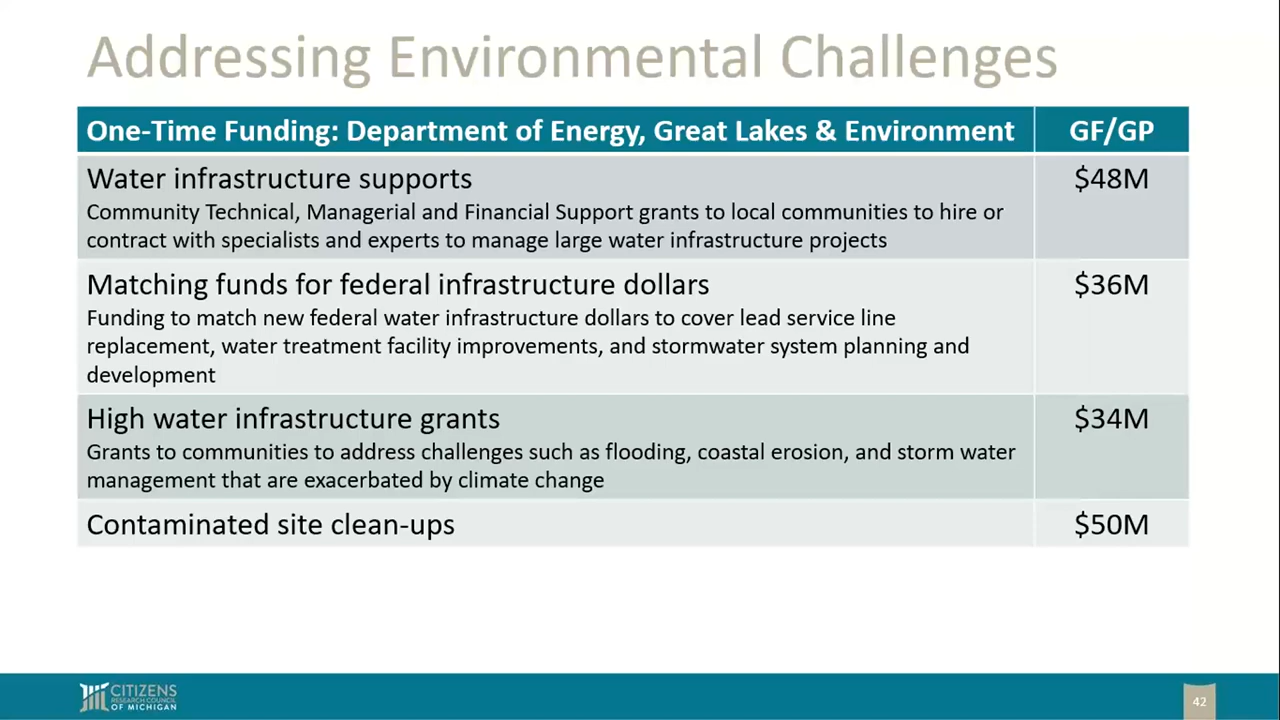 Addressing Environmental Challenges
One-Time Funding: Department of Energy, Great Lakes & Environment GF/GP
Water infrastructure supports $48M
Community Technical, Managerial and Financial Support grants to local communities to hire or
contract with specialists and experts to manage large water infrastructure projects
Matching funds for federal infrastructure dollars $36M
Funding to match new federal water infrastructure dollars to cover lead service line
replacement, water treatment facility improvements, and stormwater system planning and
development
High water infrastructure grants $34M
Grants to communities to address challenges such as flooding, coastal erosion, and storm water
management that are exacerbated by climate change
Contaminated site clean-ups $50M
CITIZENS
RESEARCH COUNCIL
OF MICHIGAN
42